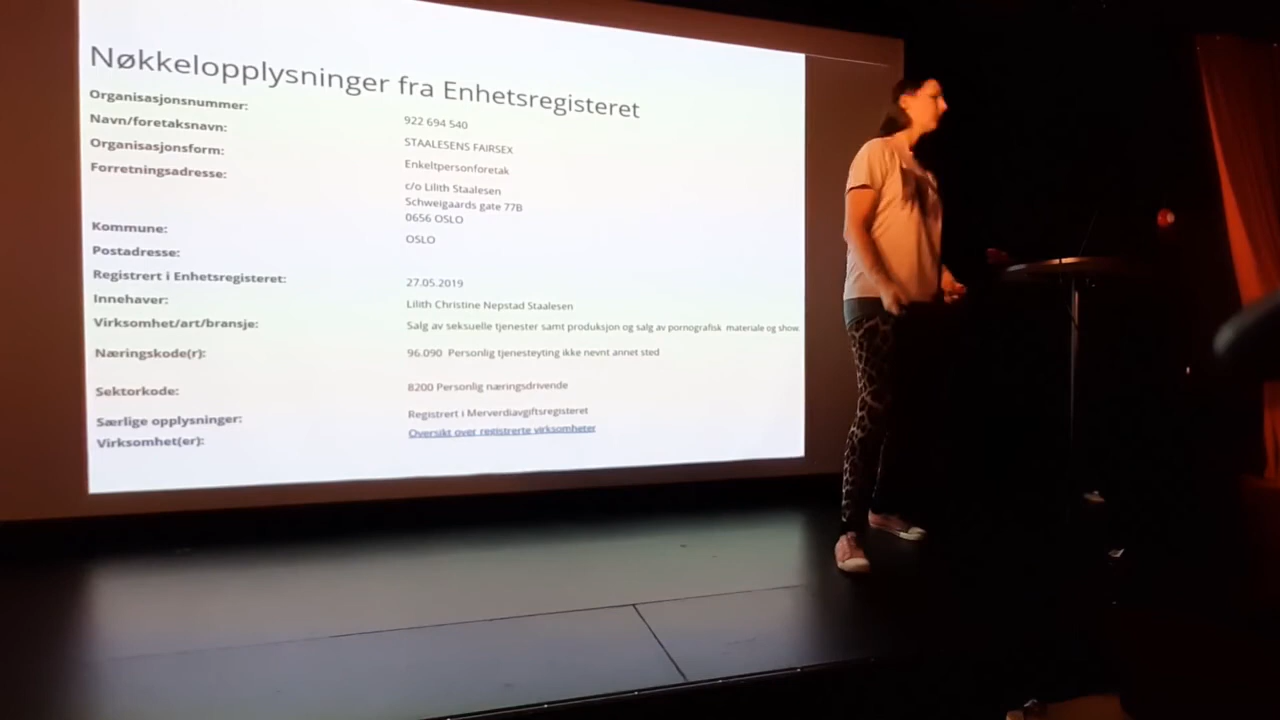 Nøkkelopplysninger fra Enhetsregisteret
Organisasjonsnummer: 922 694 540
Navn/foretaksnavn: STAALESENS FAIRSEX
Organisasjonsform: Enkeltpersonforetak
Forretningsadresse: c/o Lilith Staalesen
Schweigaards gate 77B
0656 OSLO
Kommune: OSLO
Postadresse:
Registrert i Enhetsregisteret: 27.05.2019
Innehaver: Lilith Christine Nepstad Staalesen
Virksomhet/art/bransje: Salg av seksuelle tjenester samt produksjon og salg av pornografisk materiale og show.
Næringskode(r): 96.090 Personlig tjenesteyting ikke nevnt annet sted
Sektorkode: 8200 Personlig næringsdrivende
Særlige opplysninger: Registrert i Merverdiavgiftsregisteret
Virksomhet(er): Oversikt over registrerte virksomheter